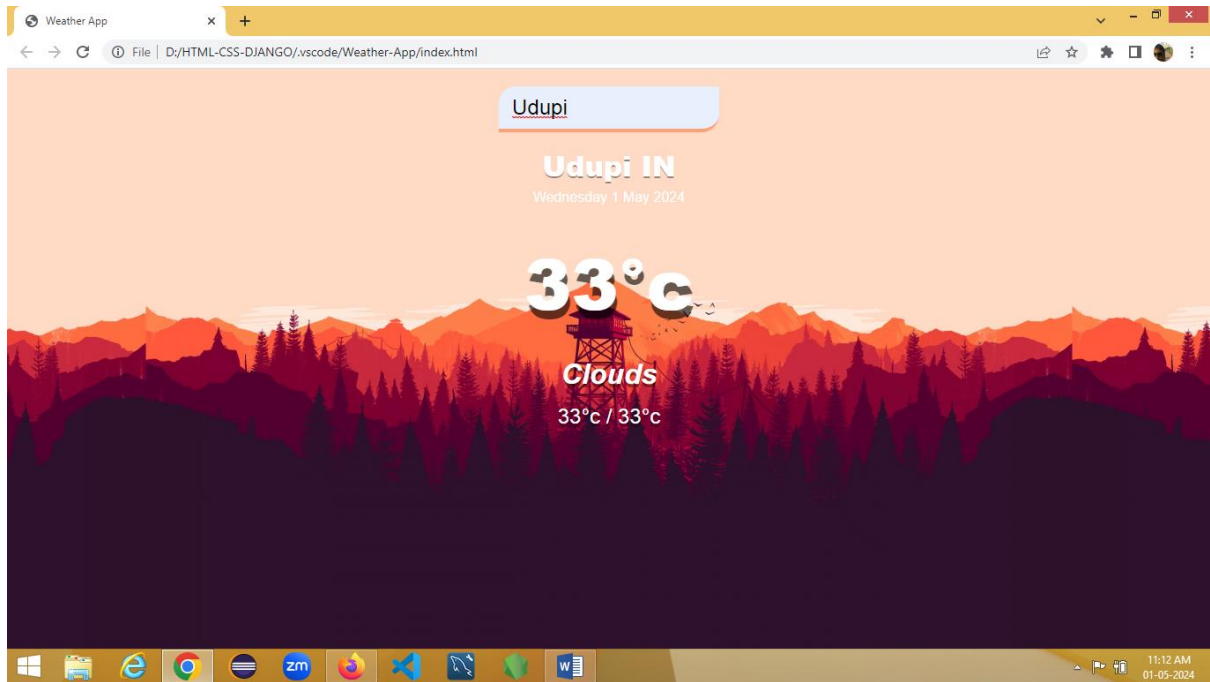 Weather App
File | D:/HTML-CSS-DJANGO/.vscode/Weather-App/index.html
Udupi
Udupi IN
Wednesday 1 May 2024
33°c
Clouds
33°c / 33°c
zm
W
11:12 AM
01-05-2024